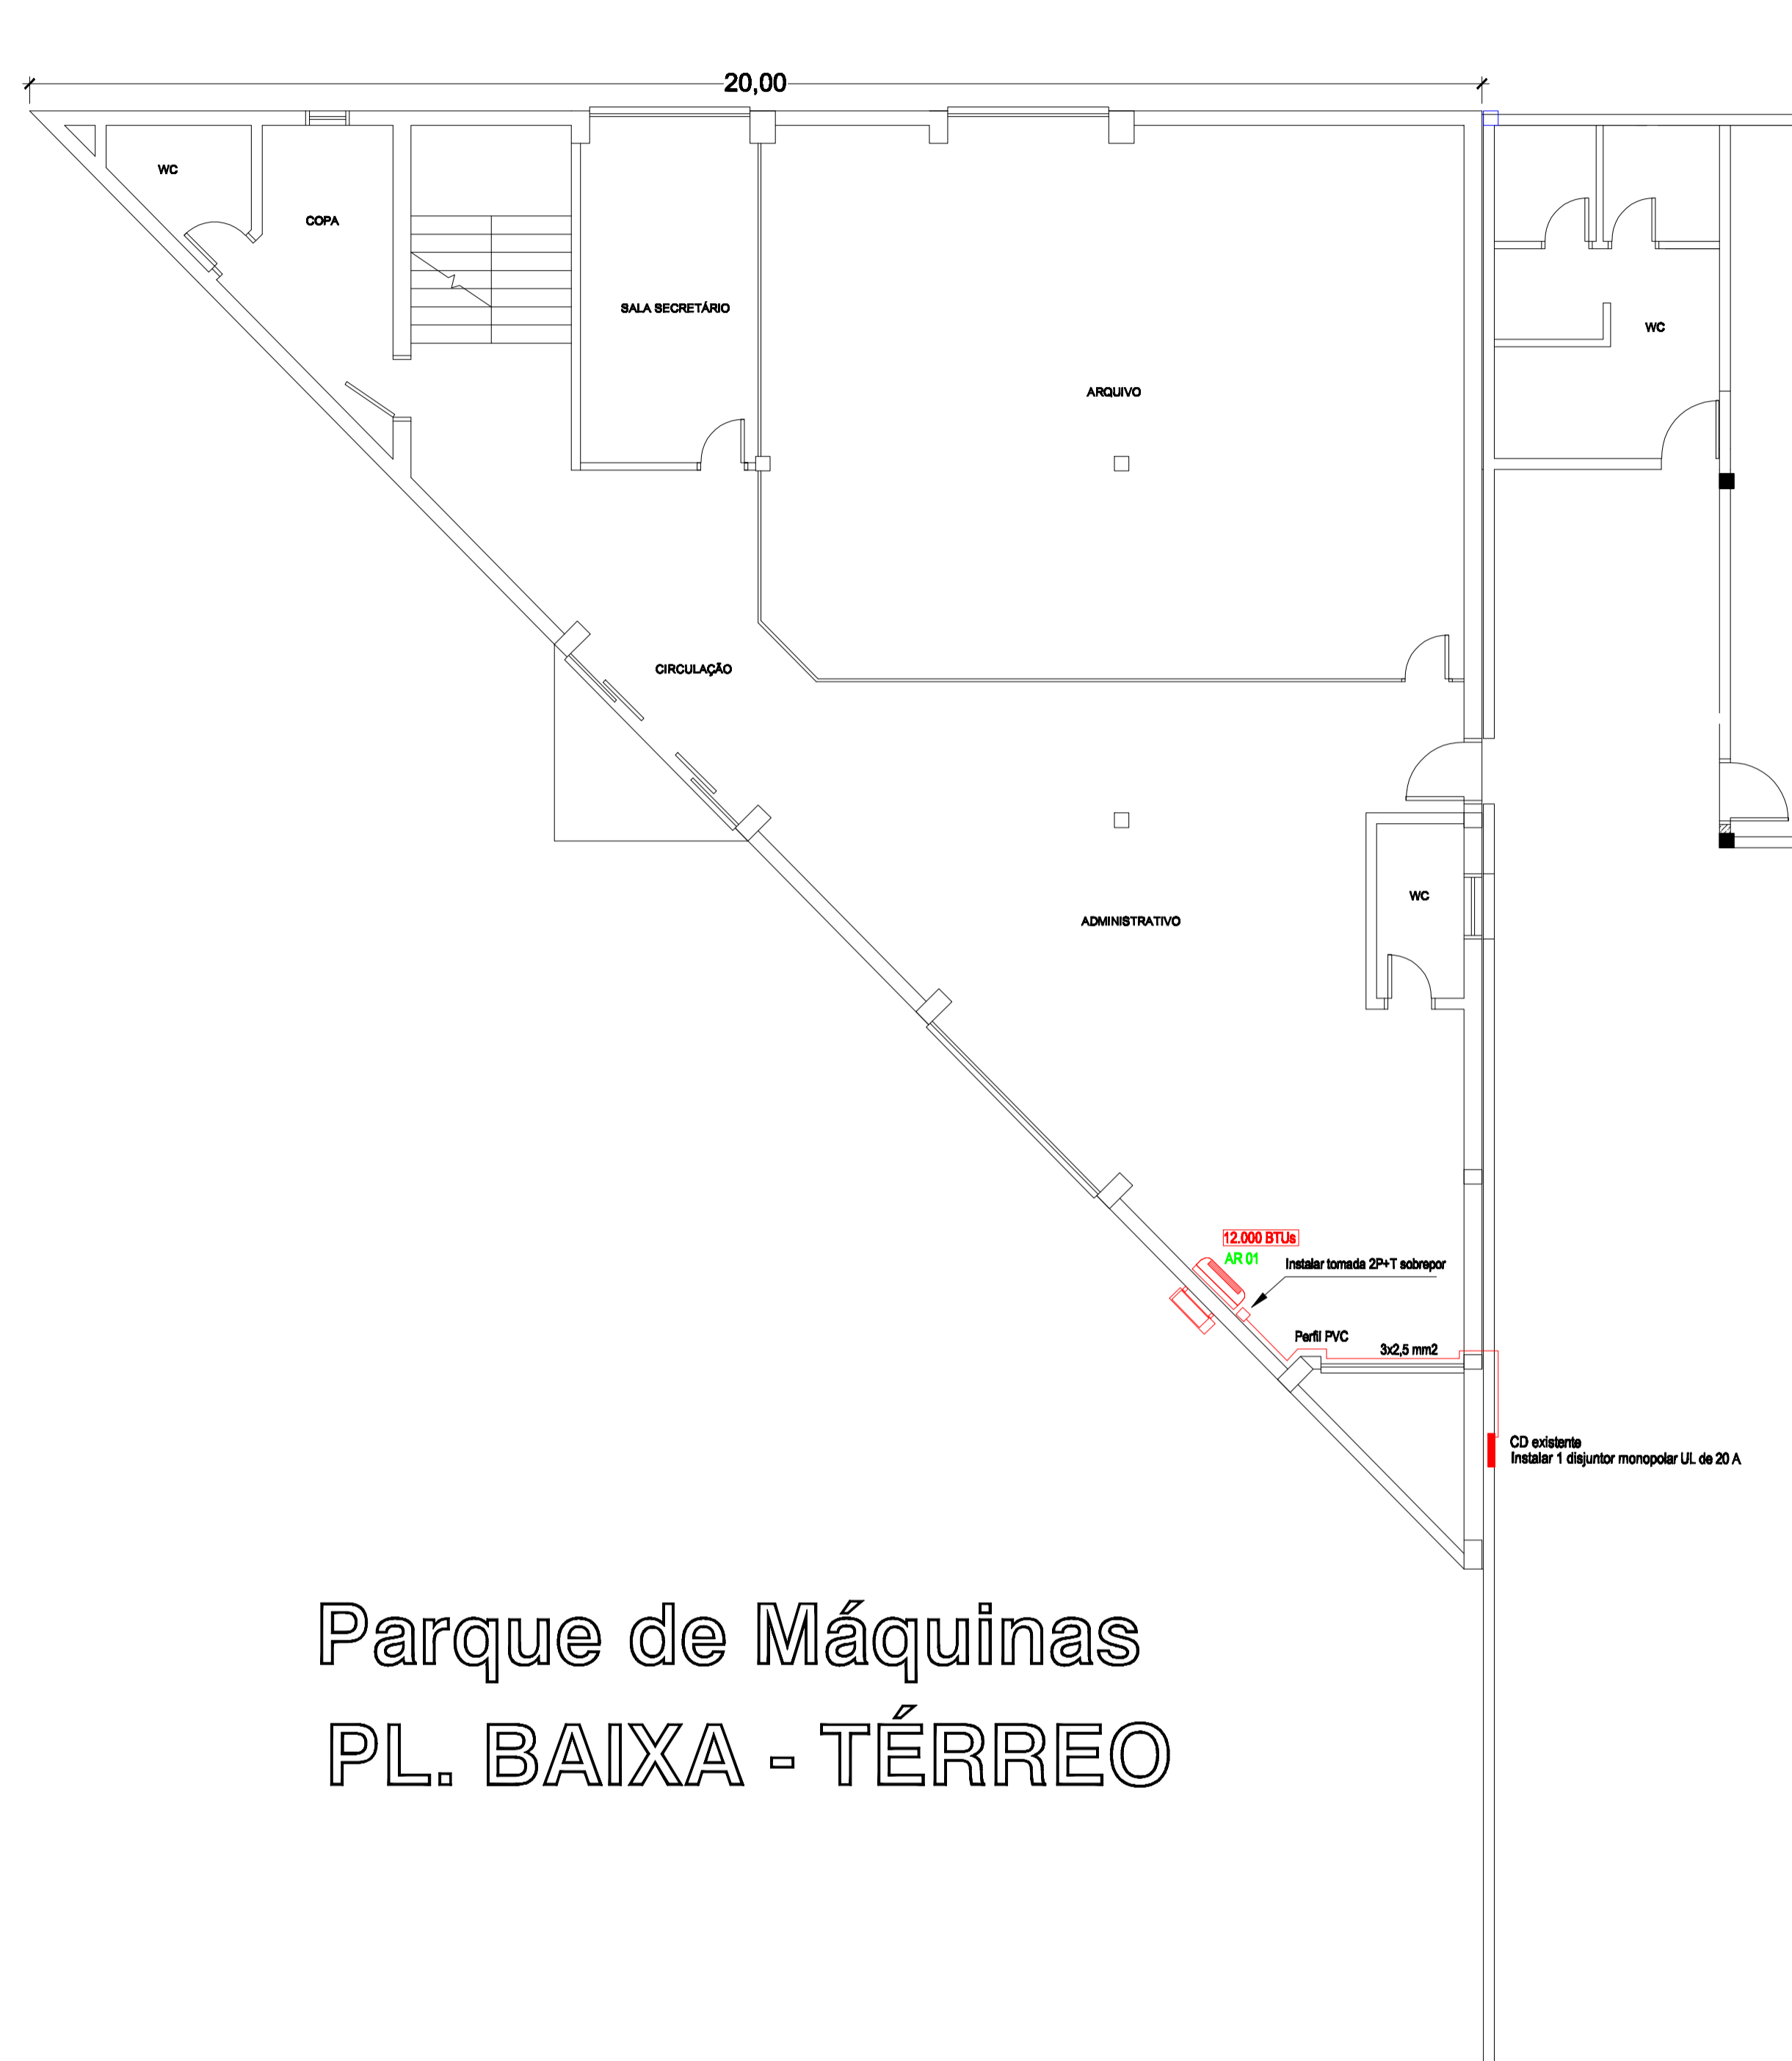 20,00
WC
COPA
SALA SECRETÁRIO
WC
ARQUIVO
CIRCULAÇÃO
WC
ADMINISTRATIVO
12.000 BTUs
AR 01
Instalar tomada 2P+T sobrepor
Perfil PVC
3x2,5 mm2
CD existente
Instalar 1 disjuntor monopolar UL de 20 A
Parque de Máquinas
PL. BAIXA - TÉRREO